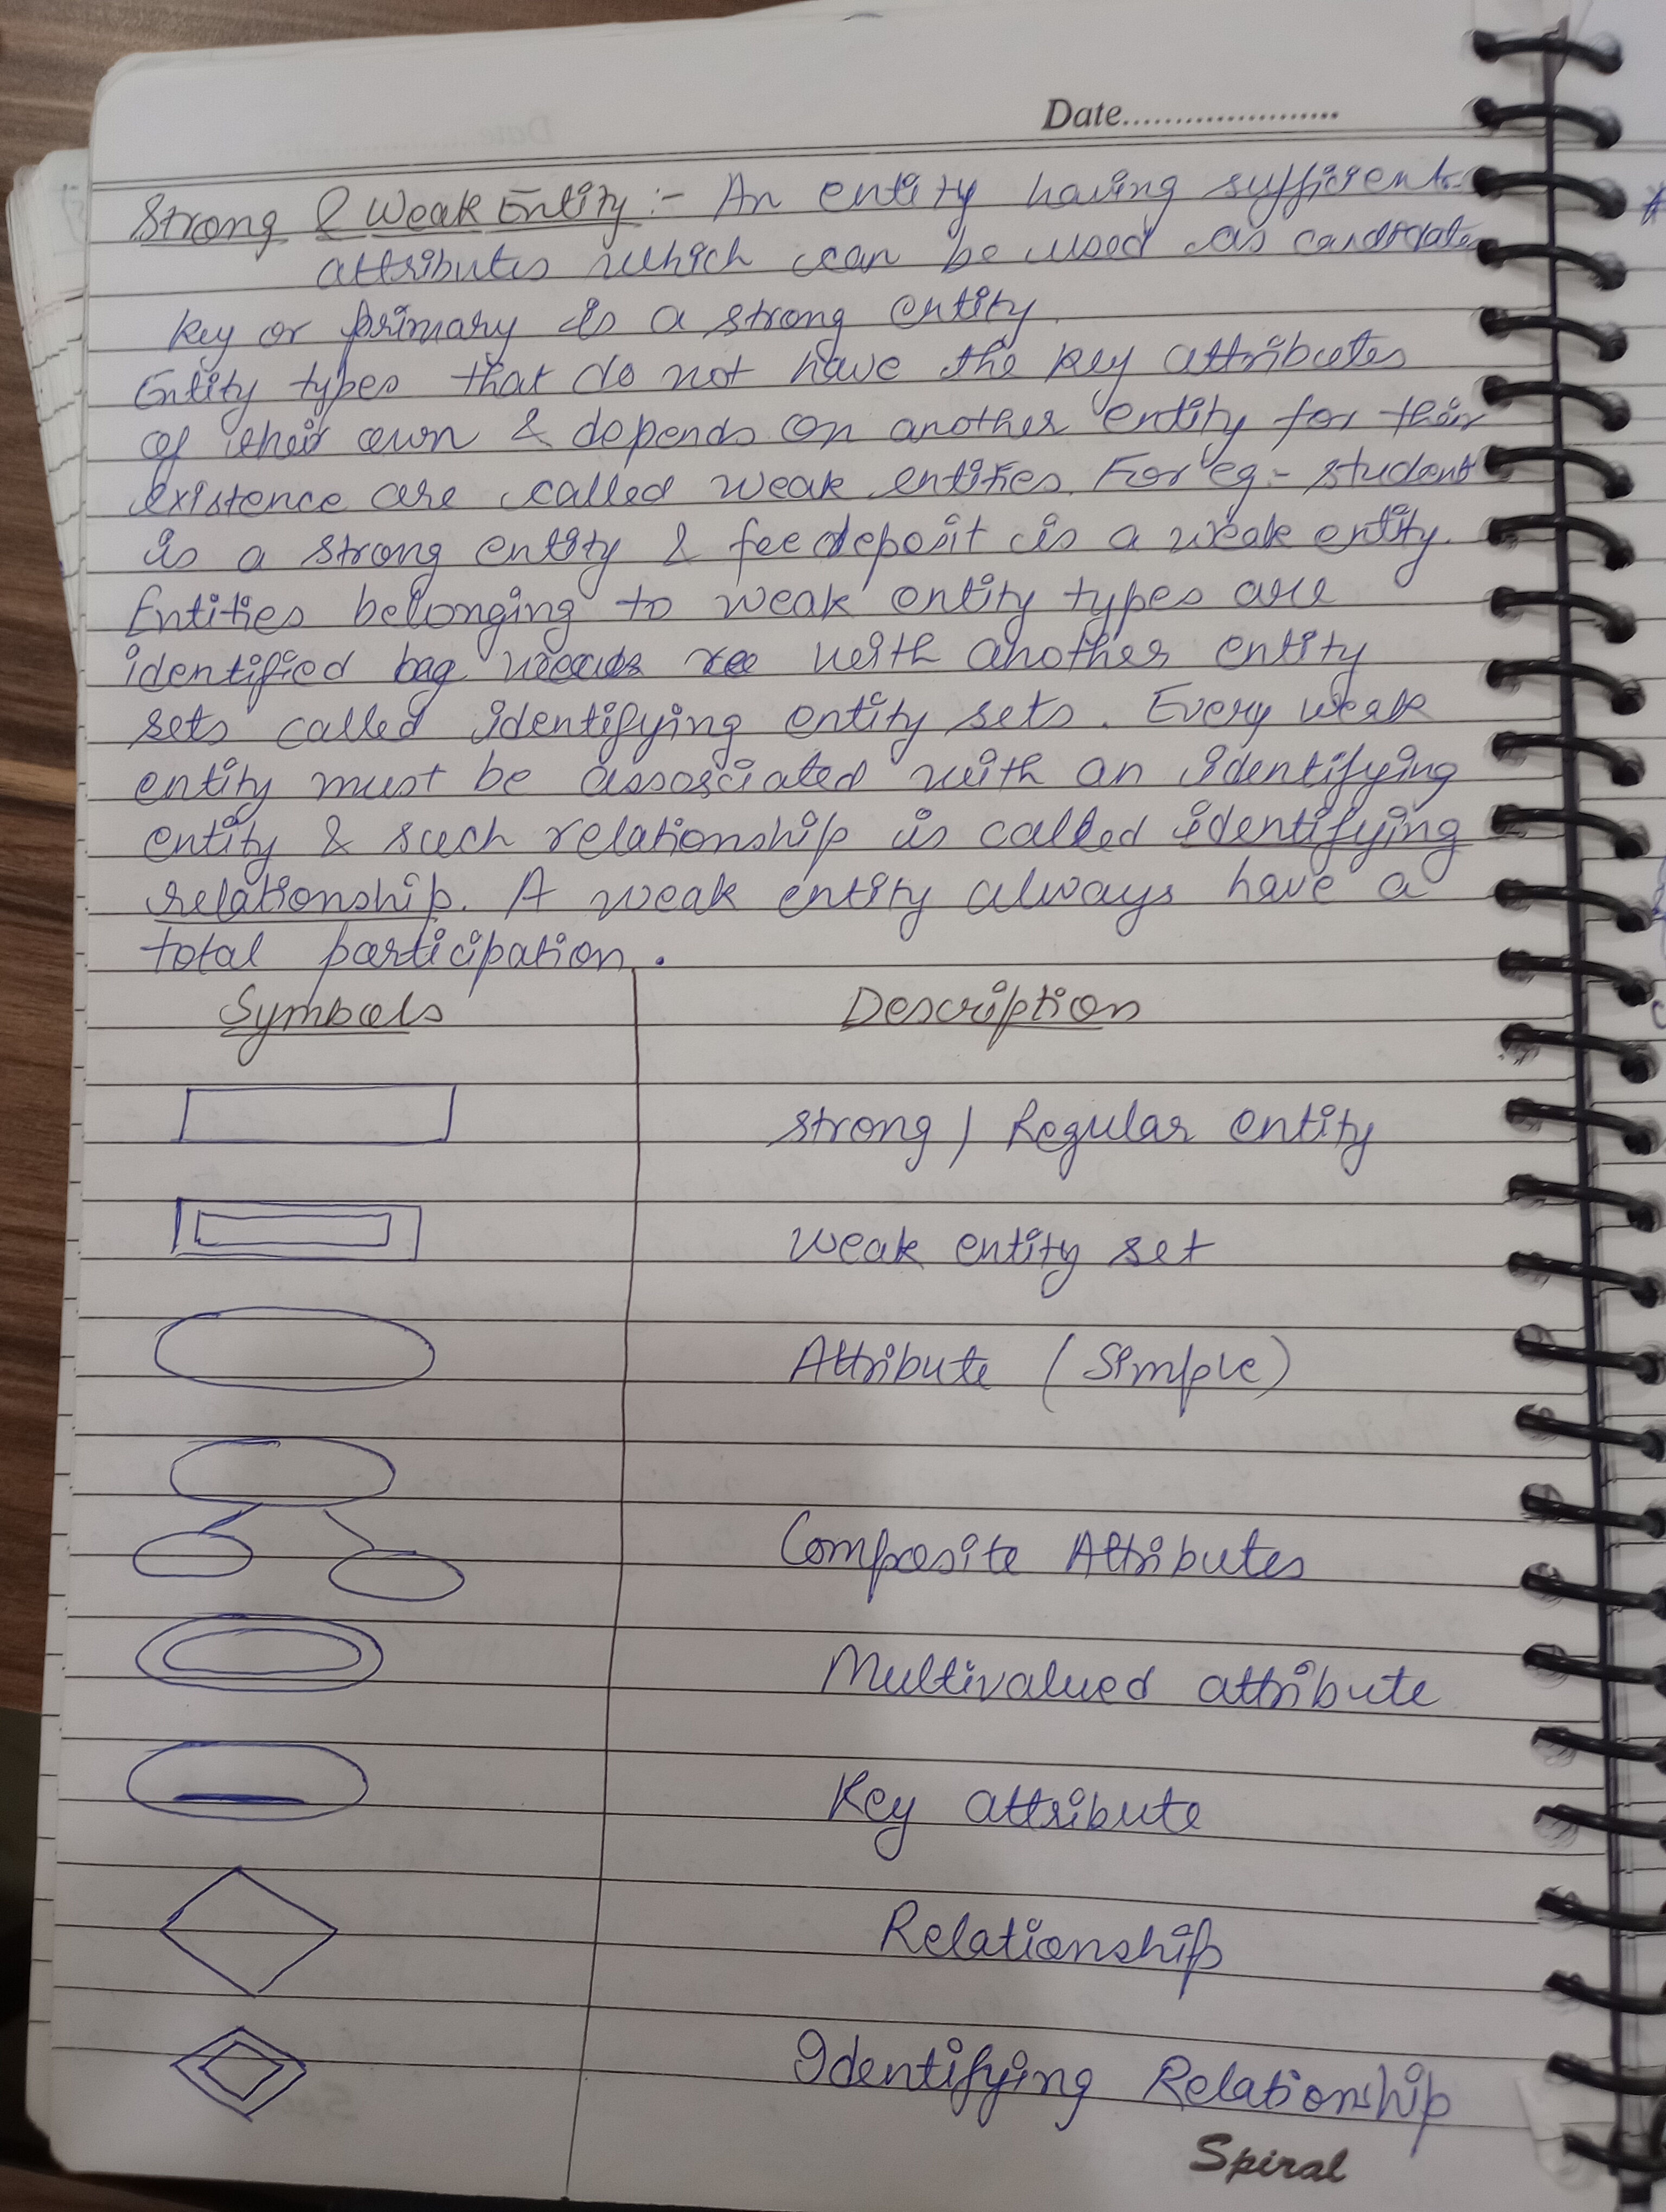 Date.....................
Strong & Weak Entity :- An entity having sufficient
attributes which can be used as candidate
key or primary is a strong entity.
Entity types that do not have the key attributes
of their own & depends on another entity for their
existence are called weak entities. For eg - student
is a strong entity & fee deposit is a weak entity.
Entities belonging to weak entity types are
identified with another entity
sets called identifying entity sets. Every weak
entity must be assosciated with an identifying
entity & such relationship is called identifying
relationship. A weak entity always have a
total participation.
Symbols Description
strong / Regular entity
weak entity set
Attribute (Simple)
Composite Attributes
Multivalued attribute
Key attribute
Relationship
Identifying Relationship
Spiral